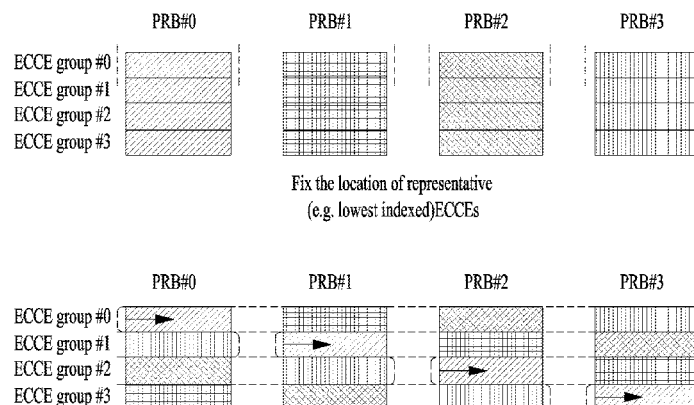 PRB#0 PRB#1 PRB#2 PRB#3
ECCE group #0
ECCE group #1
ECCE group #2
ECCE group #3
Fix the location of representative
(e.g. lowest indexed)ECCEs
PRB#0 PRB#1 PRB#2 PRB#3
ECCE group #0
ECCE group #1
ECCE group #2
ECCE group #3